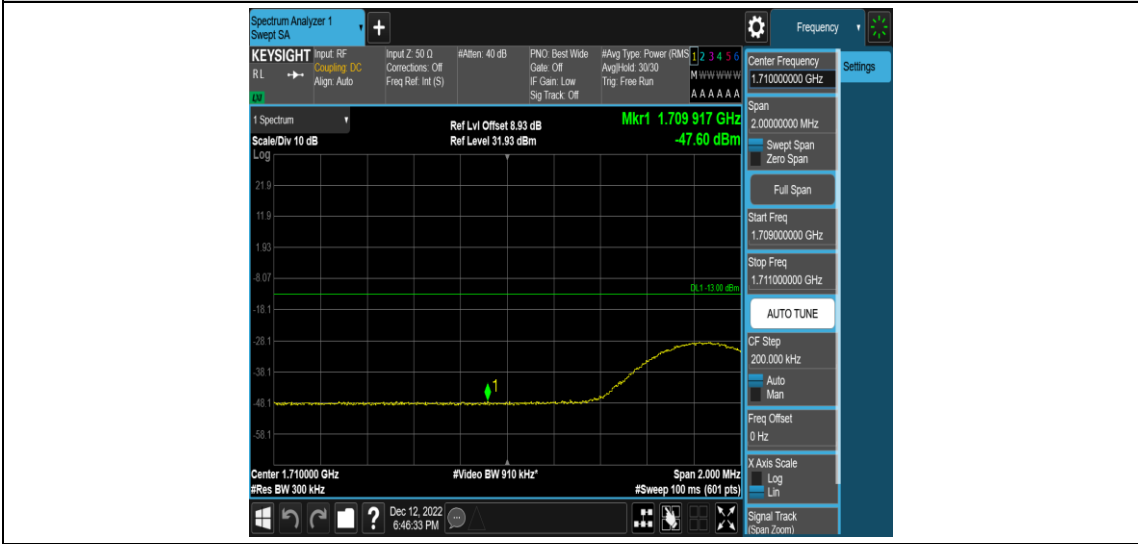 Spectrum Analyzer 1
Swept SA
Frequency
KEYSIGHT
RL
Input: RF
Coupling: DC
Align: Auto
Input Z: 50 Ω
Corrections: Off
Freq Ref: Int (S)
#Atten: 40 dB
PNO: Best Wide
Gate: Off
IF Gain: Low
Sig Track: Off
#Avg Type: Power (RMS
Avg|Hold: 30/30
Trig: Free Run
1 2 3 4 5 6
M W W W W W
A A A A A A
1 Spectrum
Scale/Div 10 dB
Log
Ref Lvl Offset 8.93 dB
Ref Level 31.93 dBm
Mkr1 1.709 917 GHz
-47.60 dBm
21.9
11.9
1.93
-8.07
DL1 -13.00 dBm
-18.1
-28.1
-38.1
1
-48.1
-58.1
Center 1.710000 GHz
#Res BW 300 kHz
#Video BW 910 kHz*
Span 2.000 MHz
#Sweep 100 ms (601 pts)
?
Dec 12, 2022
6:46:33 PM
Center Frequency
1.710000000 GHz
Settings
Span
2.00000000 MHz
Swept Span
Zero Span
Full Span
Start Freq
1.709000000 GHz
Stop Freq
1.711000000 GHz
AUTO TUNE
CF Step
200.000 kHz
Auto
Man
Freq Offset
0 Hz
X Axis Scale
Log
Lin
Signal Track
(Span Zoom)